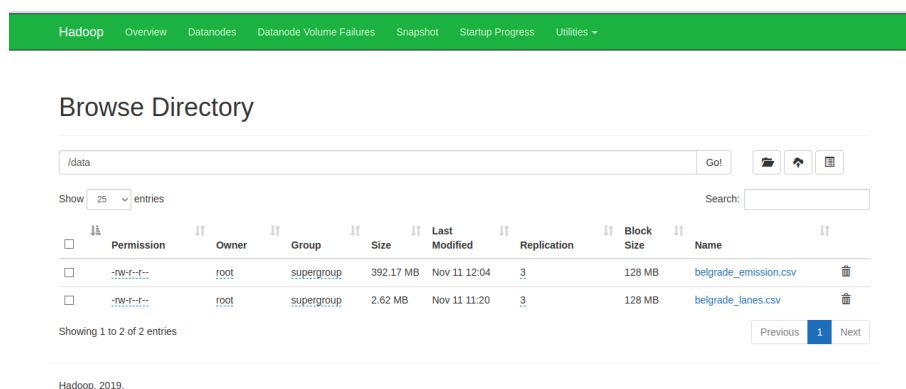 Hadoop Overview Datanodes Datanode Volume Failures Snapshot Startup Progress Utilities
Browse Directory
/data Go!
Show 25 entries Search:
Permission Owner Group Size Last Modified Replication Block Size Name
-rw-r--r-- root supergroup 392.17 MB Nov 11 12:04 3 128 MB belgrade_emission.csv
-rw-r--r-- root supergroup 2.62 MB Nov 11 11:20 3 128 MB belgrade_lanes.csv
Showing 1 to 2 of 2 entries Previous 1 Next
Hadoop, 2019.